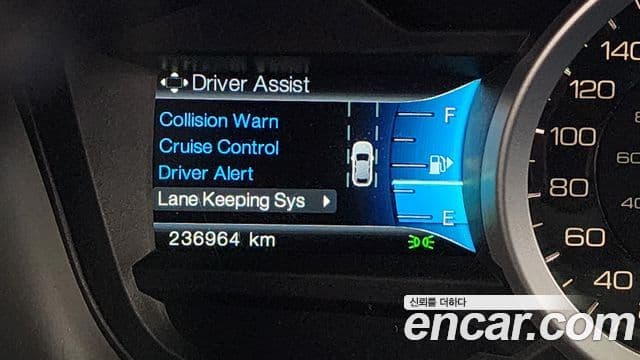 Driver Assist
Collision Warn
Cruise Control
Driver Alert
Lane Keeping Sys
236964 km
F
E
140
120
100
80
60
40
신뢰를 더하다
encar.com